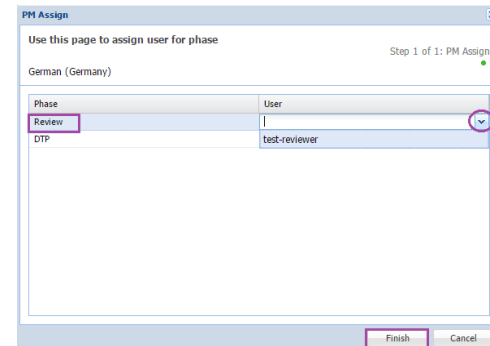 PM Assign
Use this page to assign user for phase
Step 1 of 1: PM Assign
German (Germany)
Phase User
Review
DTP test-reviewer
Finish Cancel